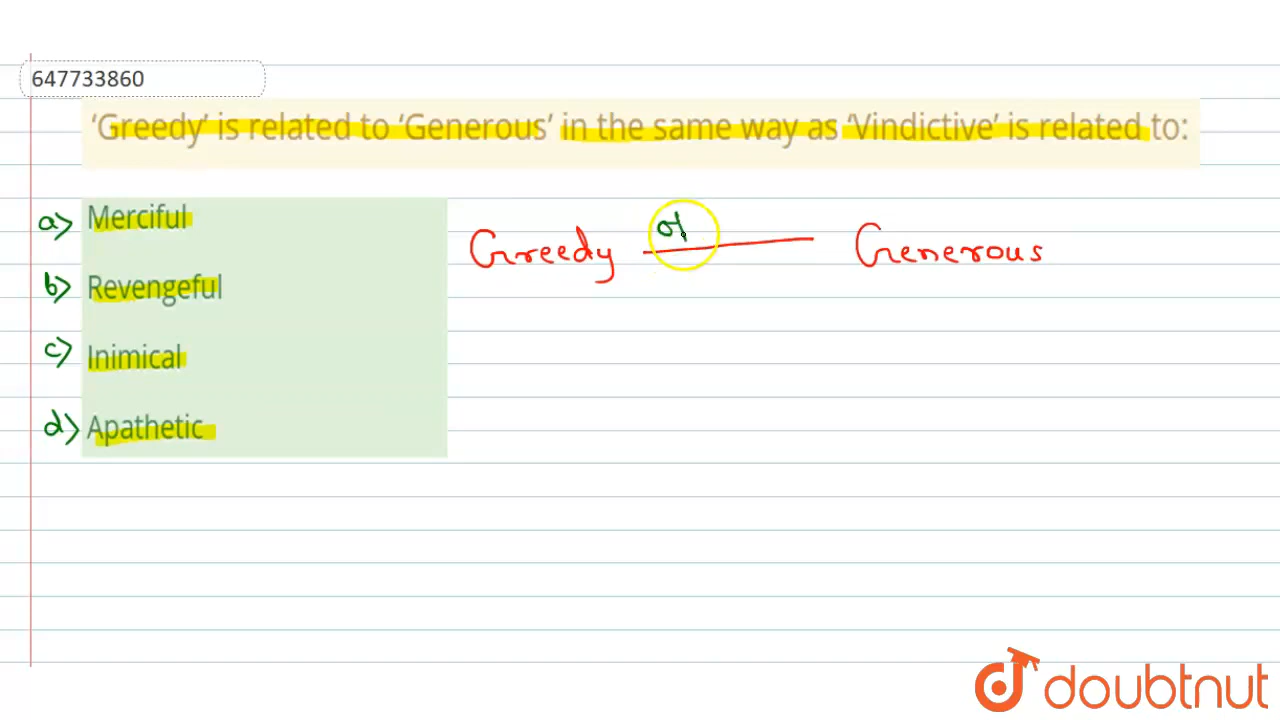 647733860
‘Greedy’ is related to ‘Generous’ in the same way as ‘Vindictive’ is related to:
a) Merciful
b) Revengeful
c) Inimical
d) Apathetic
Greedy Generous
doubtnut